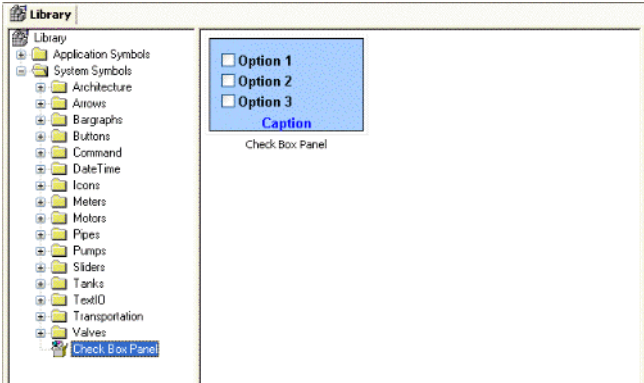 Library
Library
Application Symbols
System Symbols
Architecture
Arrows
Bargraphs
Buttons
Command
DateTime
Icons
Meters
Motors
Pipes
Pumps
Sliders
Tanks
TextIO
Transportation
Valves
Check Box Panel
Option 1
Option 2
Option 3
Caption
Check Box Panel